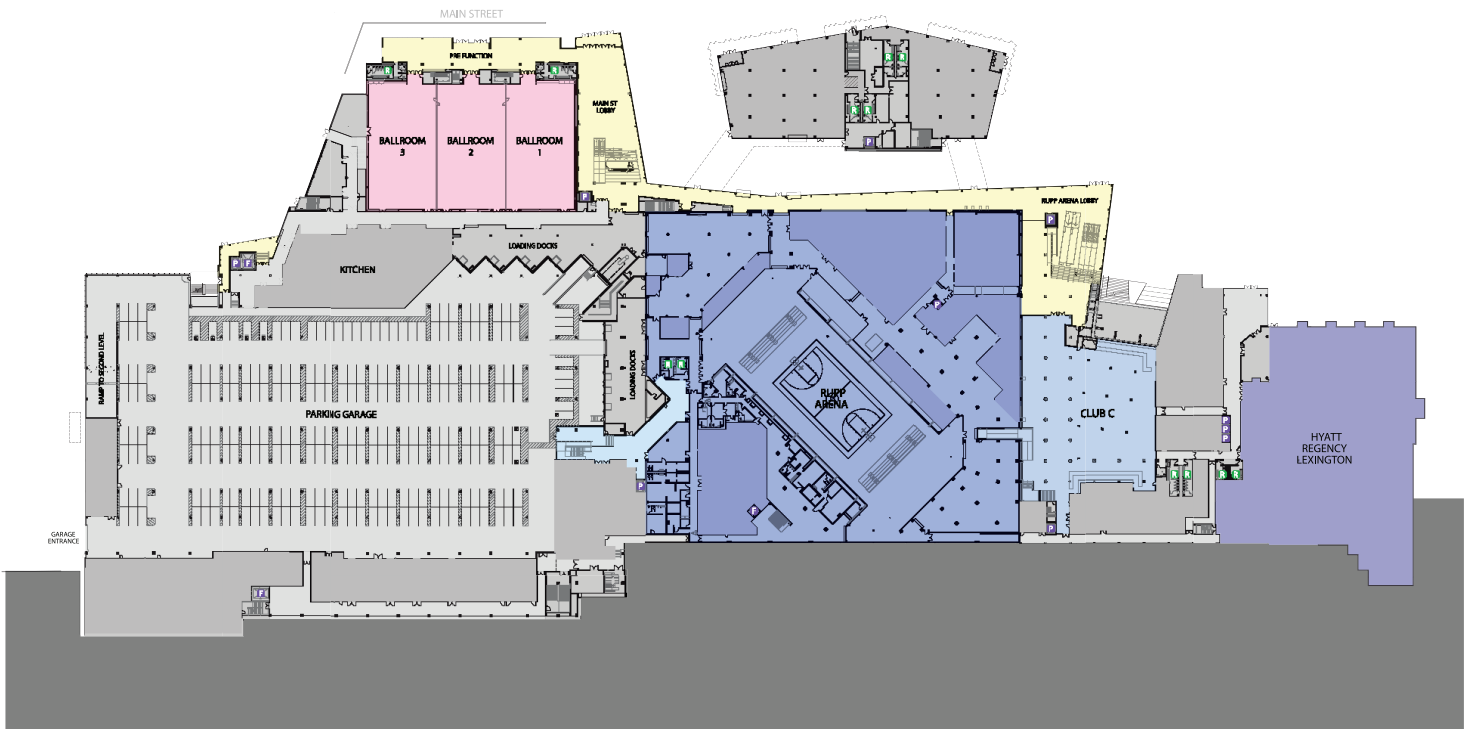 MAIN STREET
PRE FUNCTION
R
R
R
R
MAIN ST
LOBBY
BALLROOM
3
BALLROOM
2
BALLROOM
1
R
R
P
P
RUPP ARENA LOBBY
P
LOADING DOCKS
P
F
KITCHEN
P
RAMP TO SECOND LEVEL
LOADING DOCKS
R
R
RUPP
ARENA
PARKING GARAGE
CLUB C
P
P
P
HYATT
REGENCY
LEXINGTON
R
R
R
R
P
F
P
GARAGE
ENTRANCE
F